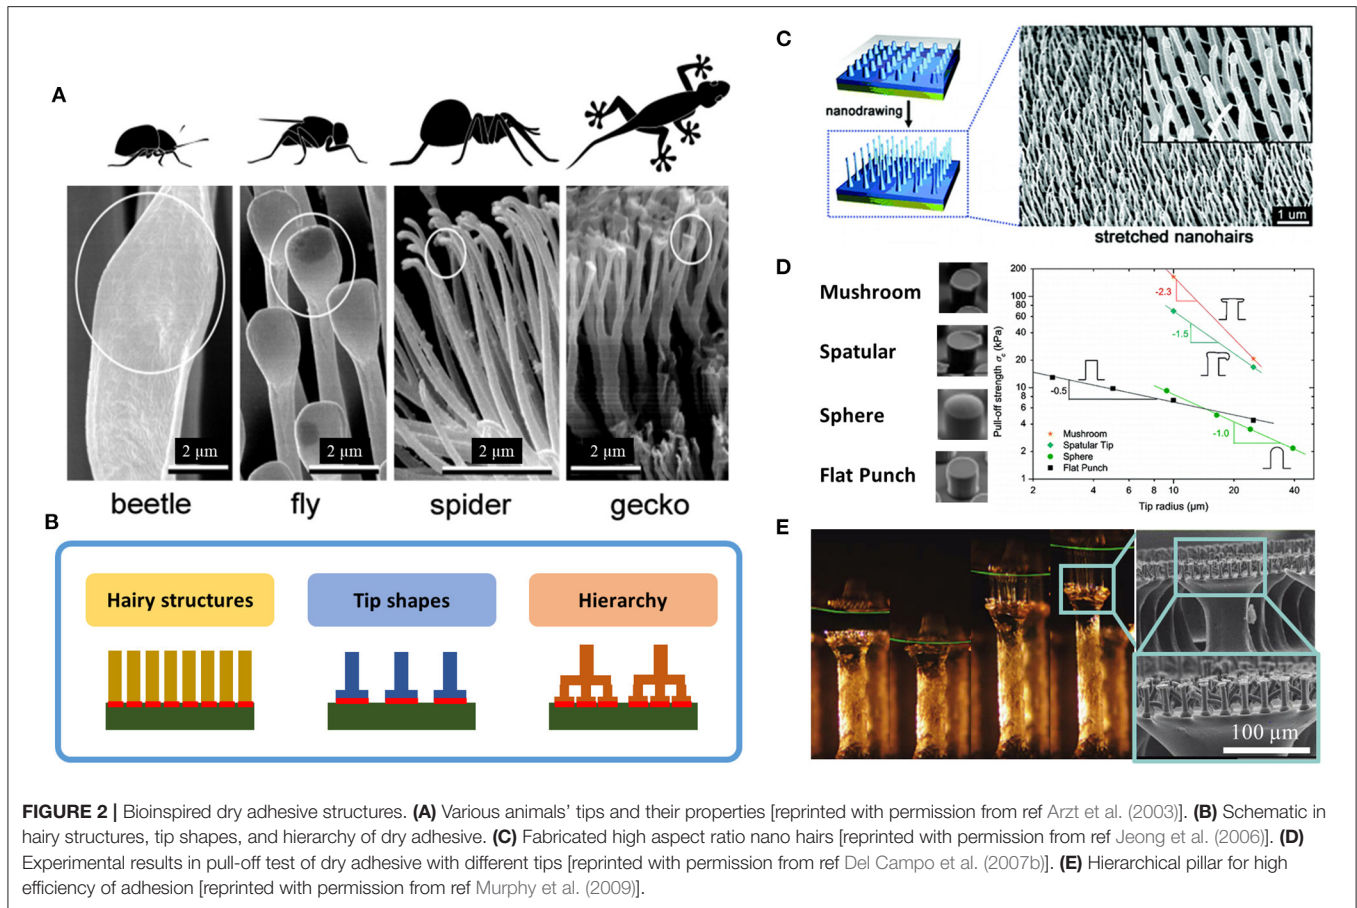 A
2 µm
2 µm
2 µm
2 µm
beetle
fly
spider
gecko
B
Hairy structures
Tip shapes
Hierarchy
C
nanodrawing
1 um
stretched nanohairs
D
Mushroom
Spatular
Sphere
Flat Punch
Pull-off strength σc (kPa)
200
100
80
60
40
20
10
8
6
4
2
1
-2.3
-1.5
-0.5
-1.0
Mushroom
Spatular Tip
Sphere
Flat Punch
2
4
6
8
10
20
40
Tip radius (µm)
E
100 µm
FIGURE 2 | Bioinspired dry adhesive structures. (A) Various animals' tips and their properties [reprinted with permission from ref Arzt et al. (2003)]. (B) Schematic in
hairy structures, tip shapes, and hierarchy of dry adhesive. (C) Fabricated high aspect ratio nano hairs [reprinted with permission from ref Jeong et al. (2006)]. (D)
Experimental results in pull-off test of dry adhesive with different tips [reprinted with permission from ref Del Campo et al. (2007b)]. (E) Hierarchical pillar for high
efficiency of adhesion [reprinted with permission from ref Murphy et al. (2009)].